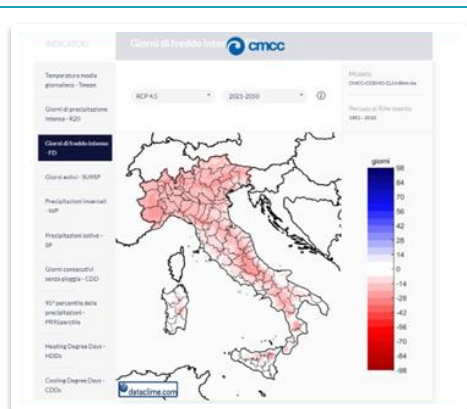 INDICATORI
Giorni di freddo Inten
cmcc
Temperatura media
giornaliera - Tmean
Giorni di precipitazione
intensa - R20
Giorni di freddo intenso
- FD
Giorni estivi - SU95P
Precipitazioni invernali
- WP
Precipitazioni estive -
SP
Giorni consecutivi
senza pioggia - CDD
95° percentile della
precipitazioni -
Heating Degree Days -
HDDs
Cooling Degree Days -
CDDs
RCP 4.5
2021-2050
Modello
Periodo di Riferimento
1981 - 2010
giorni
98
84
70
56
42
28
14
0
-14
-28
-42
-56
-70
-84
-98
dataclime.com